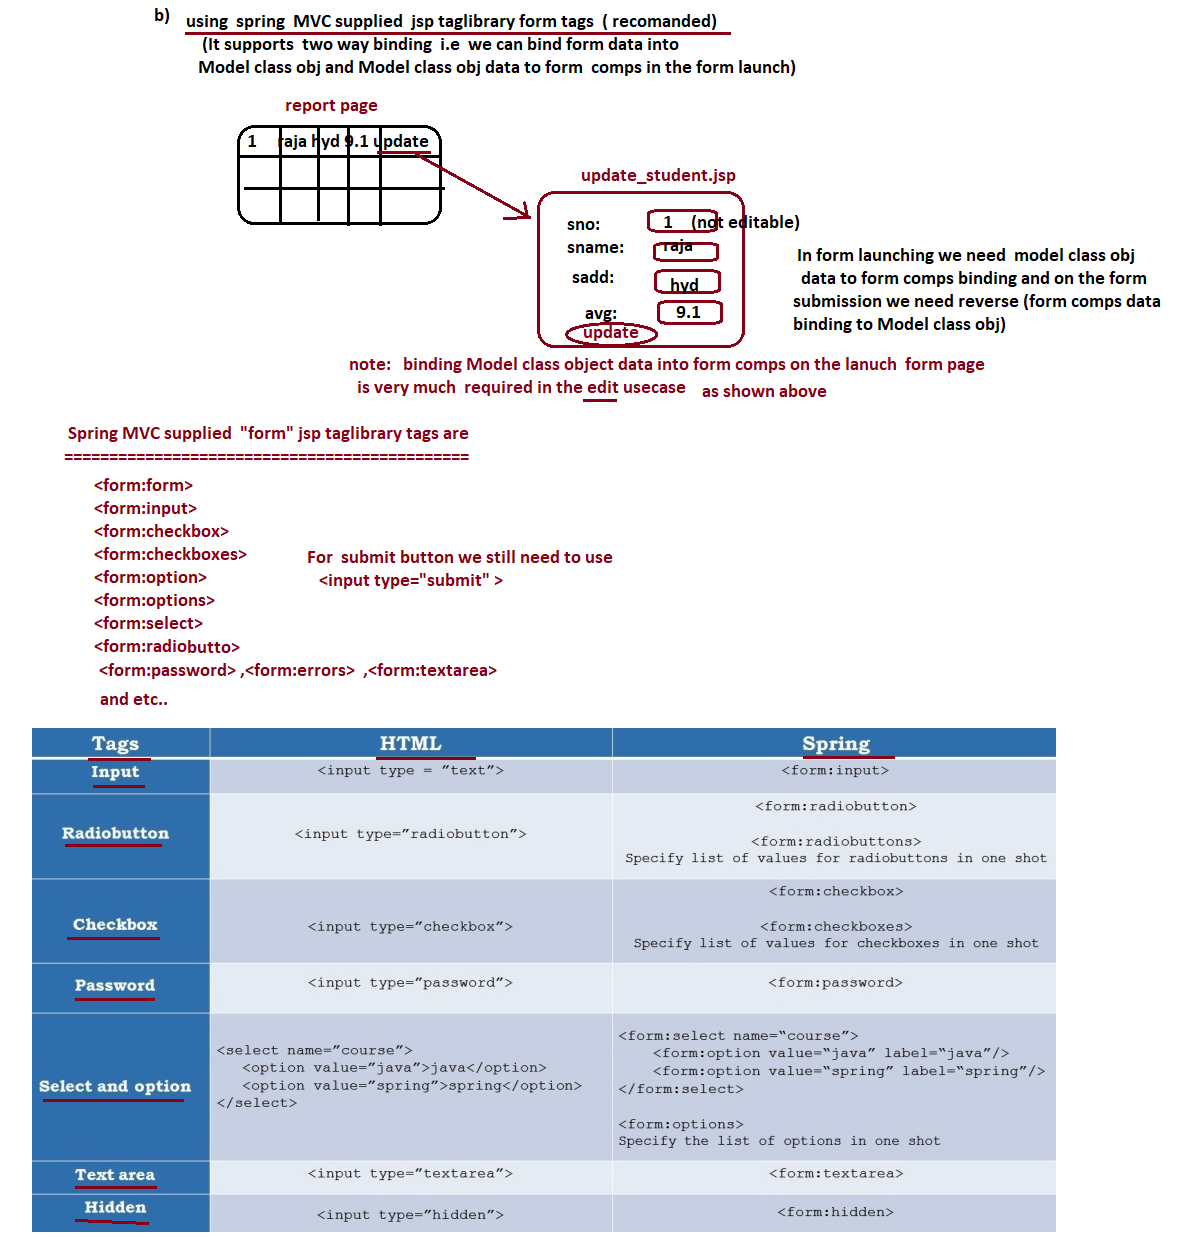 b) using spring MVC supplied jsp taglibrary form tags ( recomanded)
(It supports two way binding i.e we can bind form data into
Model class obj and Model class obj data to form comps in the form launch)
report page
1 raja hyd 9.1 update
update_student.jsp
sno: 1 (not editable)
sname: raja
sadd: hyd
avg: 9.1
update
In form launching we need model class obj
data to form comps binding and on the form
submission we need reverse (form comps data
binding to Model class obj)
note: binding Model class object data into form comps on the lanuch form page
is very much required in the edit usecase as shown above
Spring MVC supplied "form" jsp taglibrary tags are
=============================================
<form:form>
<form:input>
<form:checkbox>
<form:checkboxes>
<form:option>
<form:options>
<form:select>
<form:radiobutto>
<form:password> ,<form:errors> ,<form:textarea>
and etc..
For submit button we still need to use
<input type="submit" >
Tags HTML Spring
Input <input type = ”text”> <form:input>
Radiobutton <input type=”radiobutton”> <form:radiobutton>
<form:radiobuttons>
Specify list of values for radiobuttons in one shot
Checkbox <input type=”checkbox”> <form:checkbox>
<form:checkboxes>
Specify list of values for checkboxes in one shot
Password <input type=”password”> <form:password>
Select and option
<select name=”course”>
<option value=”java”>java</option>
<option value=”spring”>spring</option>
</select>
<form:select name=“course”>
<form:option value=“java” label=“java”/>
<form:option value=“spring” label=“spring”/>
</form:select>
<form:options>
Specify the list of options in one shot
Text area <input type=”textarea”> <form:textarea>
Hidden <input type=”hidden”> <form:hidden>